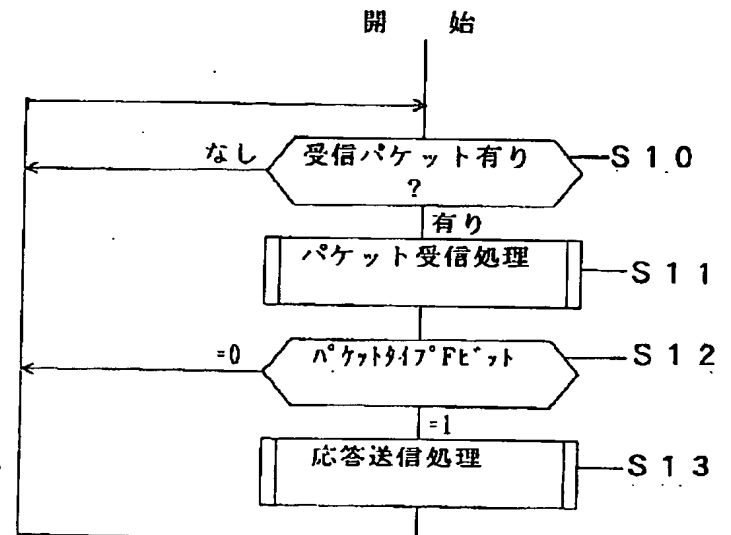 開 始
なし
受信パケット有り
?
S10
有り
パケット受信処理
S11
=0
パケットタイプFビット
S12
=1
応答送信処理
S13